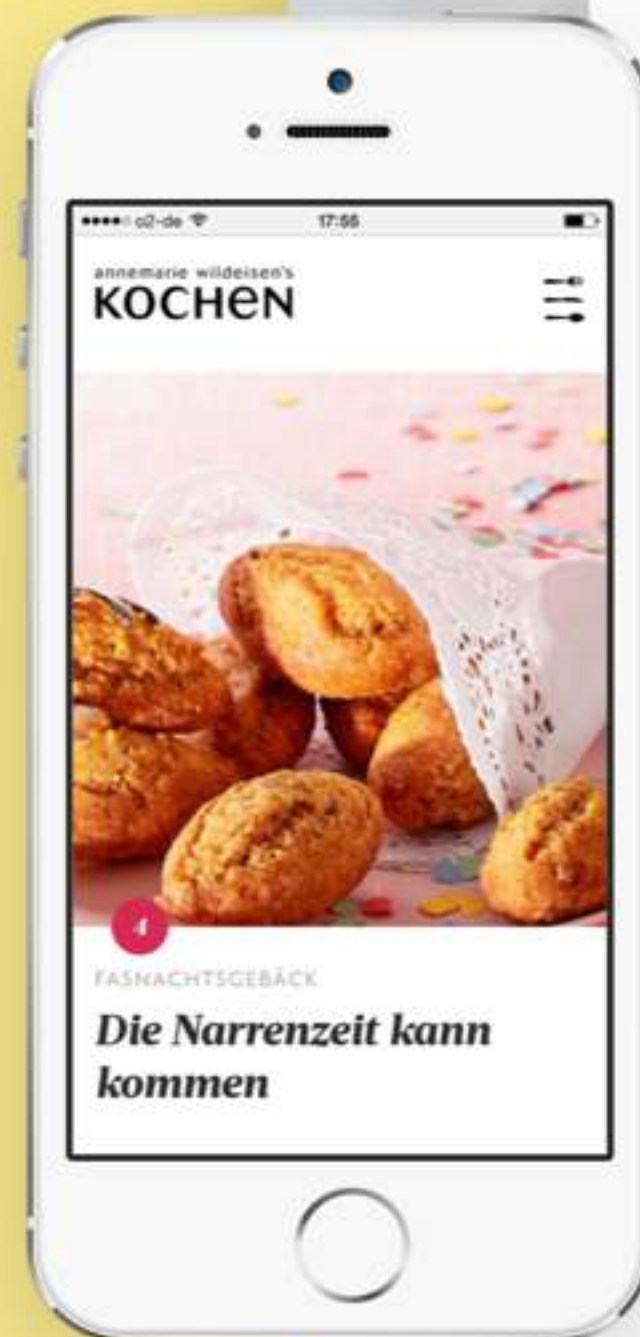 o2-de 17:55
annemarie wildeisen's
KOCHEN
4
FASNACHTSGEBÄCK
Die Narrenzeit kann
kommen